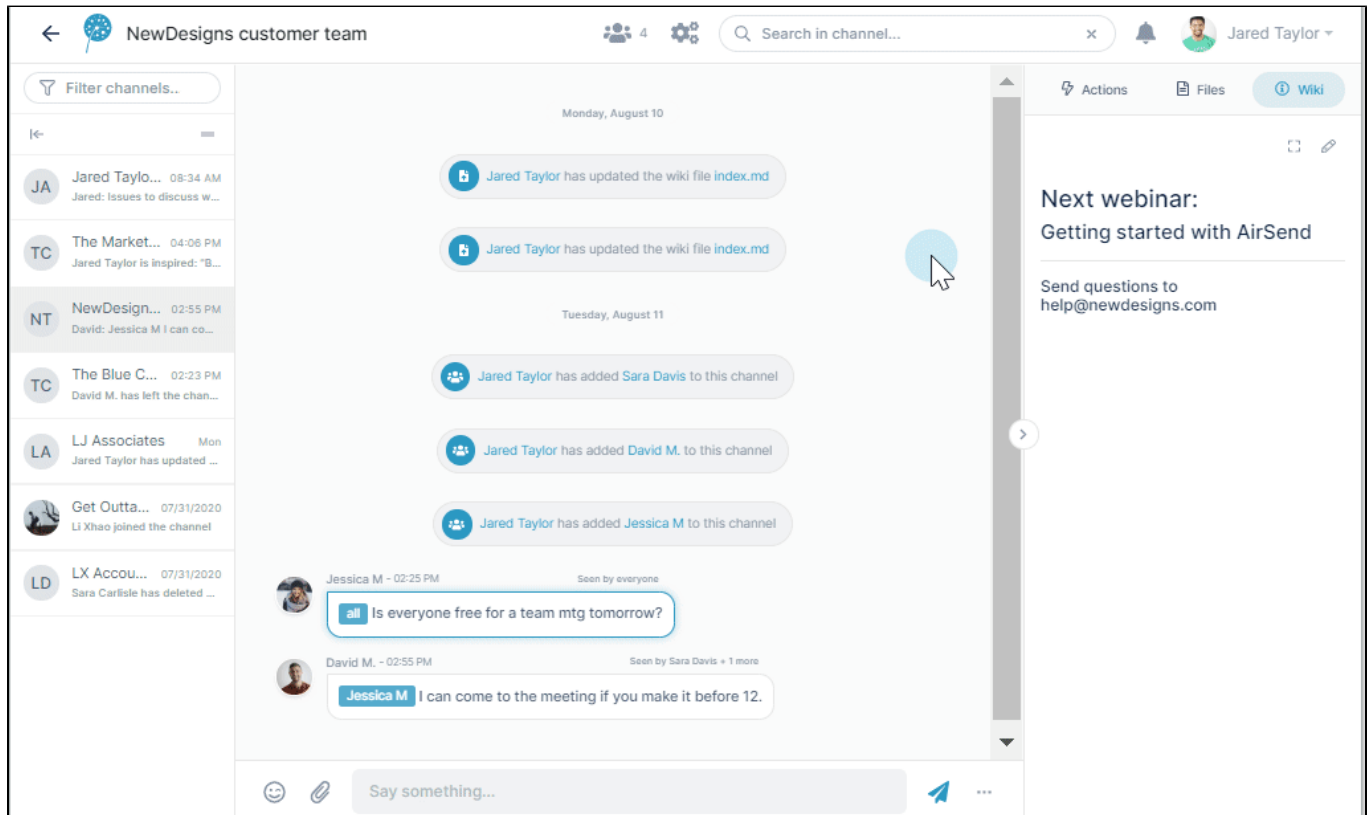 NewDesigns customer team
4
Search in channel...
Jared Taylor
Filter channels..
JA
Jared Taylo... 08:34 AM
Jared: Issues to discuss w...
TC
The Market... 04:06 PM
Jared Taylor is inspired: "B...
NT
NewDesign... 02:55 PM
David: Jessica M I can co...
TC
The Blue C... 02:23 PM
David M. has left the chan...
LA
LJ Associates Mon
Jared Taylor has updated ...
Get Outta... 07/31/2020
Li Xhao joined the channel
LD
LX Accou... 07/31/2020
Sara Carlisle has deleted ...
Monday, August 10
Jared Taylor has updated the wiki file index.md
Jared Taylor has updated the wiki file index.md
Tuesday, August 11
Jared Taylor has added Sara Davis to this channel
Jared Taylor has added David M. to this channel
Jared Taylor has added Jessica M to this channel
Jessica M - 02:25 PM Seen by everyone
all Is everyone free for a team mtg tomorrow?
David M. - 02:55 PM Seen by Sara Davis + 1 more
Jessica M I can come to the meeting if you make it before 12.
Say something...
Actions Files Wiki
Next webinar:
Getting started with AirSend
Send questions to
help@newdesigns.com